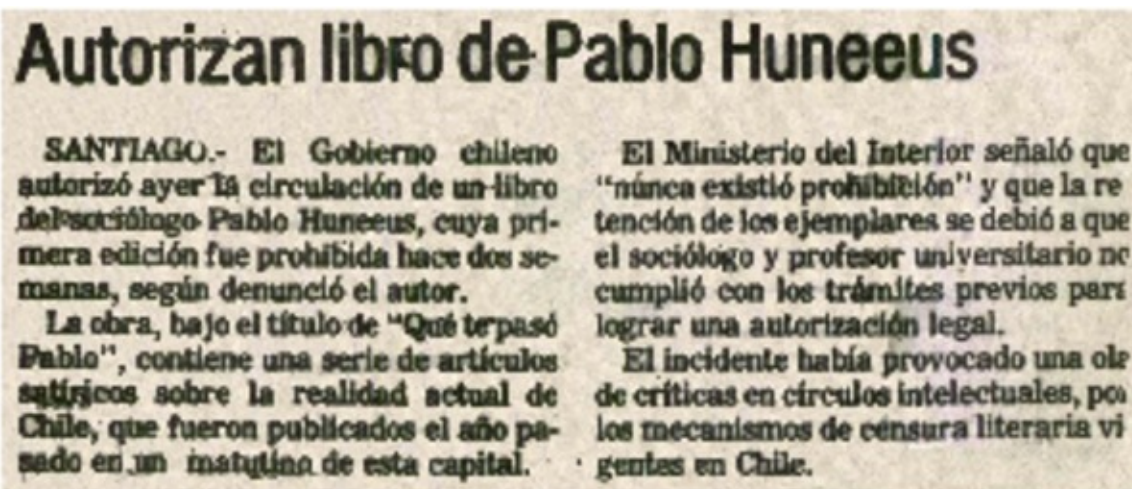 Autorizan libro de Pablo Huneeus
SANTIAGO.- El Gobierno chileno
autorizó ayer la circulación de un libro
del sociólogo Pablo Huneeus, cuya pri-
mera edición fue prohibida hace dos se-
manas, según denunció el autor.
La obra, bajo el título de "Qué te pasó
Pablo", contiene una serie de artículos
satíricos sobre la realidad actual de
Chile, que fueron publicados el año pa-
sado en un matutino de esta capital.
El Ministerio del Interior señaló que
"nunca existió prohibición" y que la re
tención de los ejemplares se debió a que
el sociólogo y profesor universitario no
cumplió con los trámites previos para
lograr una autorización legal.
El incidente había provocado una ola
de críticas en círculos intelectuales, por
los mecanismos de censura literaria vi
gentes en Chile.